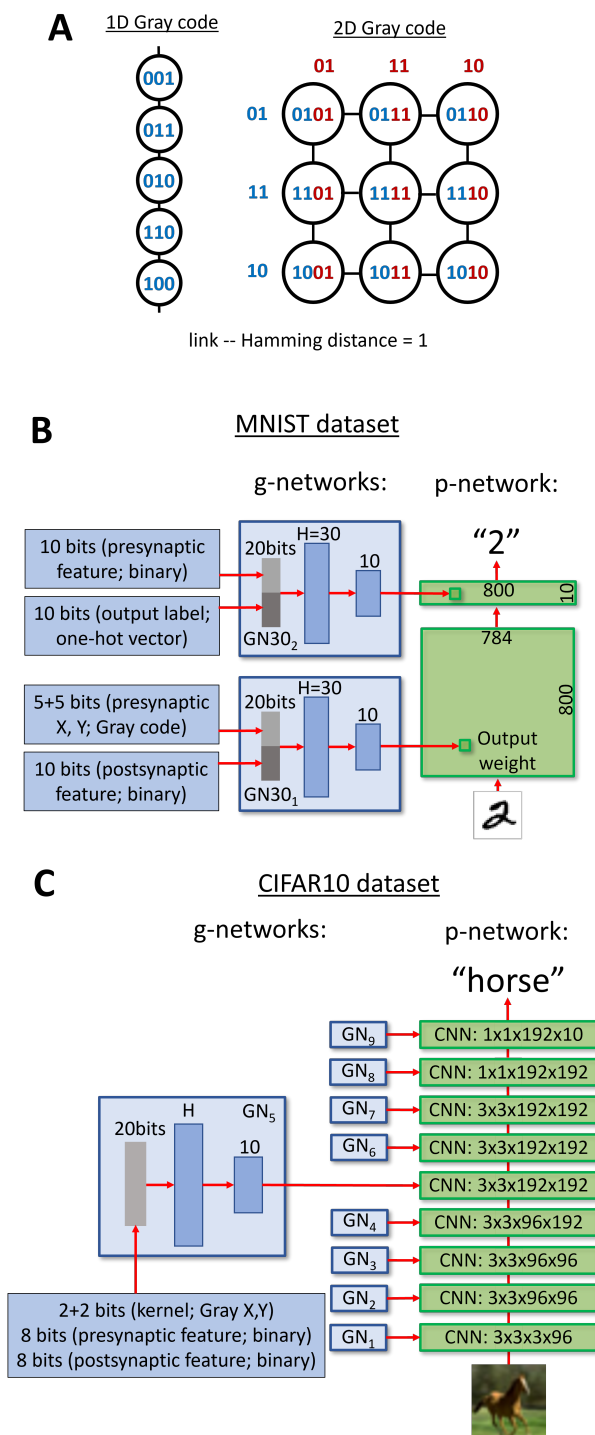 A
1D Gray code
2D Gray code
001
011
010
110
100
01 11 10
01 0101 0111 0110
11 1101 1111 1110
10 1001 1011 1010
link -- Hamming distance = 1
B
MNIST dataset
g-networks:
p-network:
10 bits (presynaptic
feature; binary)
10 bits (output label;
one-hot vector)
20bits
H=30
10
GN30₂
"2"
800
10
5+5 bits (presynaptic
X, Y; Gray code)
10 bits (postsynaptic
feature; binary)
20bits
H=30
10
GN30₁
784
800
Output
weight
2
C
CIFAR10 dataset
g-networks:
p-network:
"horse"
GN₉ CNN: 1x1x192x10
GN₈ CNN: 1x1x192x192
GN₇ CNN: 3x3x192x192
GN₆ CNN: 3x3x192x192
CNN: 3x3x192x192
GN₄ CNN: 3x3x96x192
GN₃ CNN: 3x3x96x96
GN₂ CNN: 3x3x96x96
GN₁ CNN: 3x3x3x96
H
GN₅
20bits
10
2+2 bits (kernel; Gray X,Y)
8 bits (presynaptic feature; binary)
8 bits (postsynaptic feature; binary)